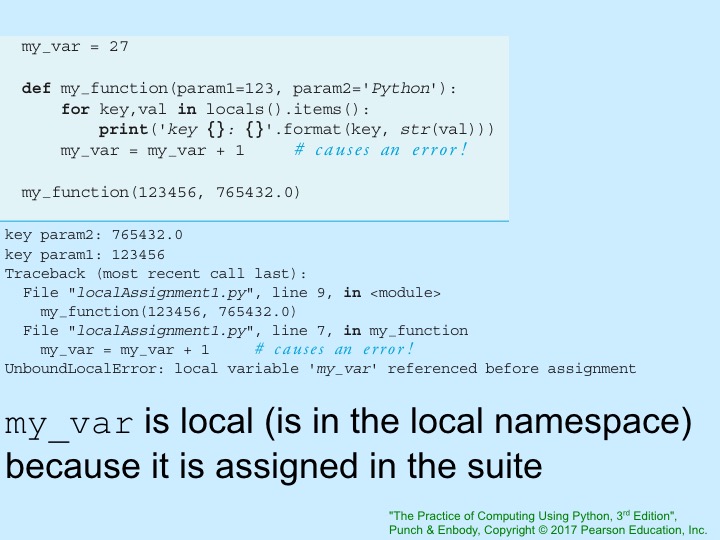 my_var = 27
def my_function(param1=123, param2='Python'):
    for key,val in locals().items():
        print('key {}: {}'.format(key, str(val)))
    my_var = my_var + 1     # causes an error!
my_function(123456, 765432.0)
key param2: 765432.0
key param1: 123456
Traceback (most recent call last):
  File "localAssignment1.py", line 9, in <module>
    my_function(123456, 765432.0)
  File "localAssignment1.py", line 7, in my_function
    my_var = my_var + 1     # causes an error!
UnboundLocalError: local variable 'my_var' referenced before assignment
my_var is local (is in the local namespace)
because it is assigned in the suite
"The Practice of Computing Using Python, 3rd Edition",
Punch & Enbody, Copyright © 2017 Pearson Education, Inc.